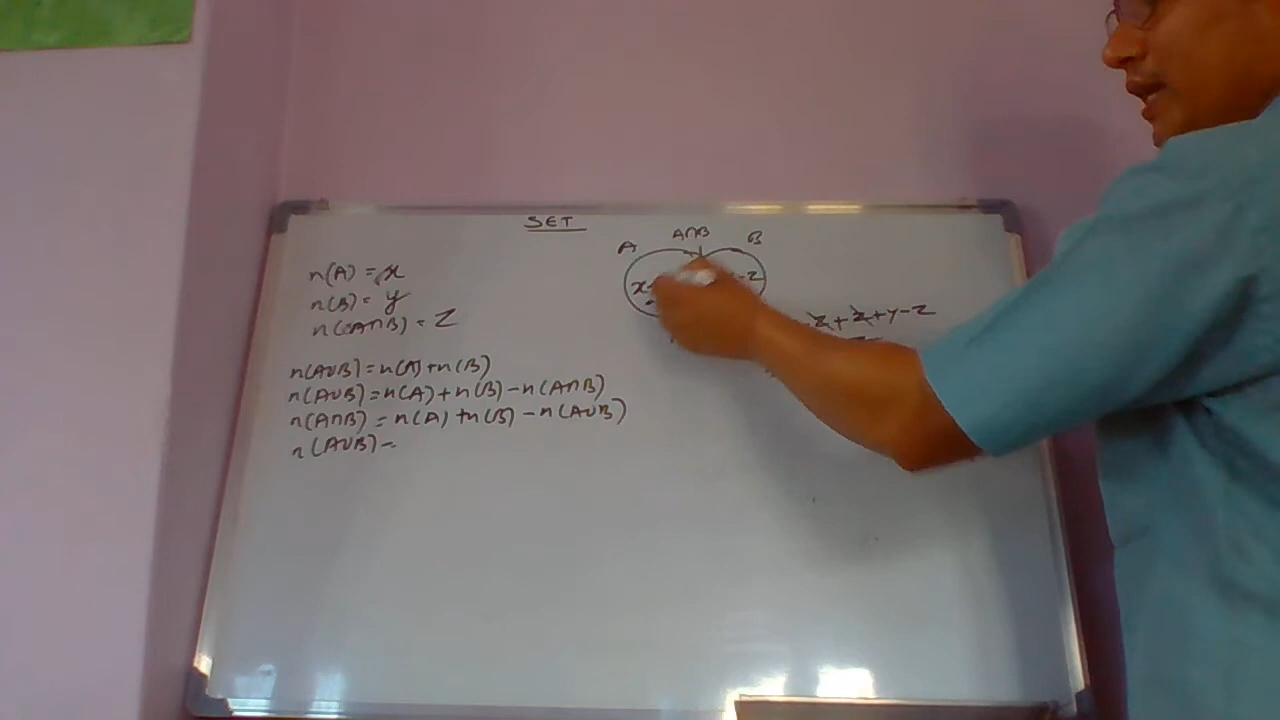 SET
n(A) = x
n(B) = y
n(A∩B) = z
n(A∪B) = n(A) + n(B)
n(A∪B) = n(A) + n(B) - n(A∩B)
n(A∩B) = n(A) + n(B) - n(A∪B)
n(A∪B) =
A A∩B B
x -z
z + z + y - z